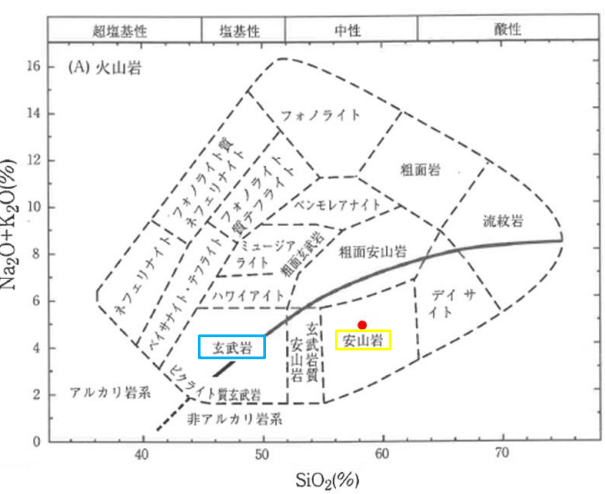 超塩基性
塩基性
中性
酸性
(A) 火山岩
Na2O+K2O(%)
16
14
12
10
8
6
4
2
0
フォノライト
粗面岩
流紋岩
フォノライト質
ネフェリナイト
フォノライト
質テフライト
ベンモレアナイト
ネフェリナイト
ベイサナイト・テフライト
ミュージア
ライト
粗面玄武岩
粗面安山岩
ハワイアイト
デイサ
イト
玄武岩
玄武岩質
安山岩
安山岩
ピクライト質玄武岩
アルカリ岩系
非アルカリ岩系
40
50
60
70
SiO2(%)